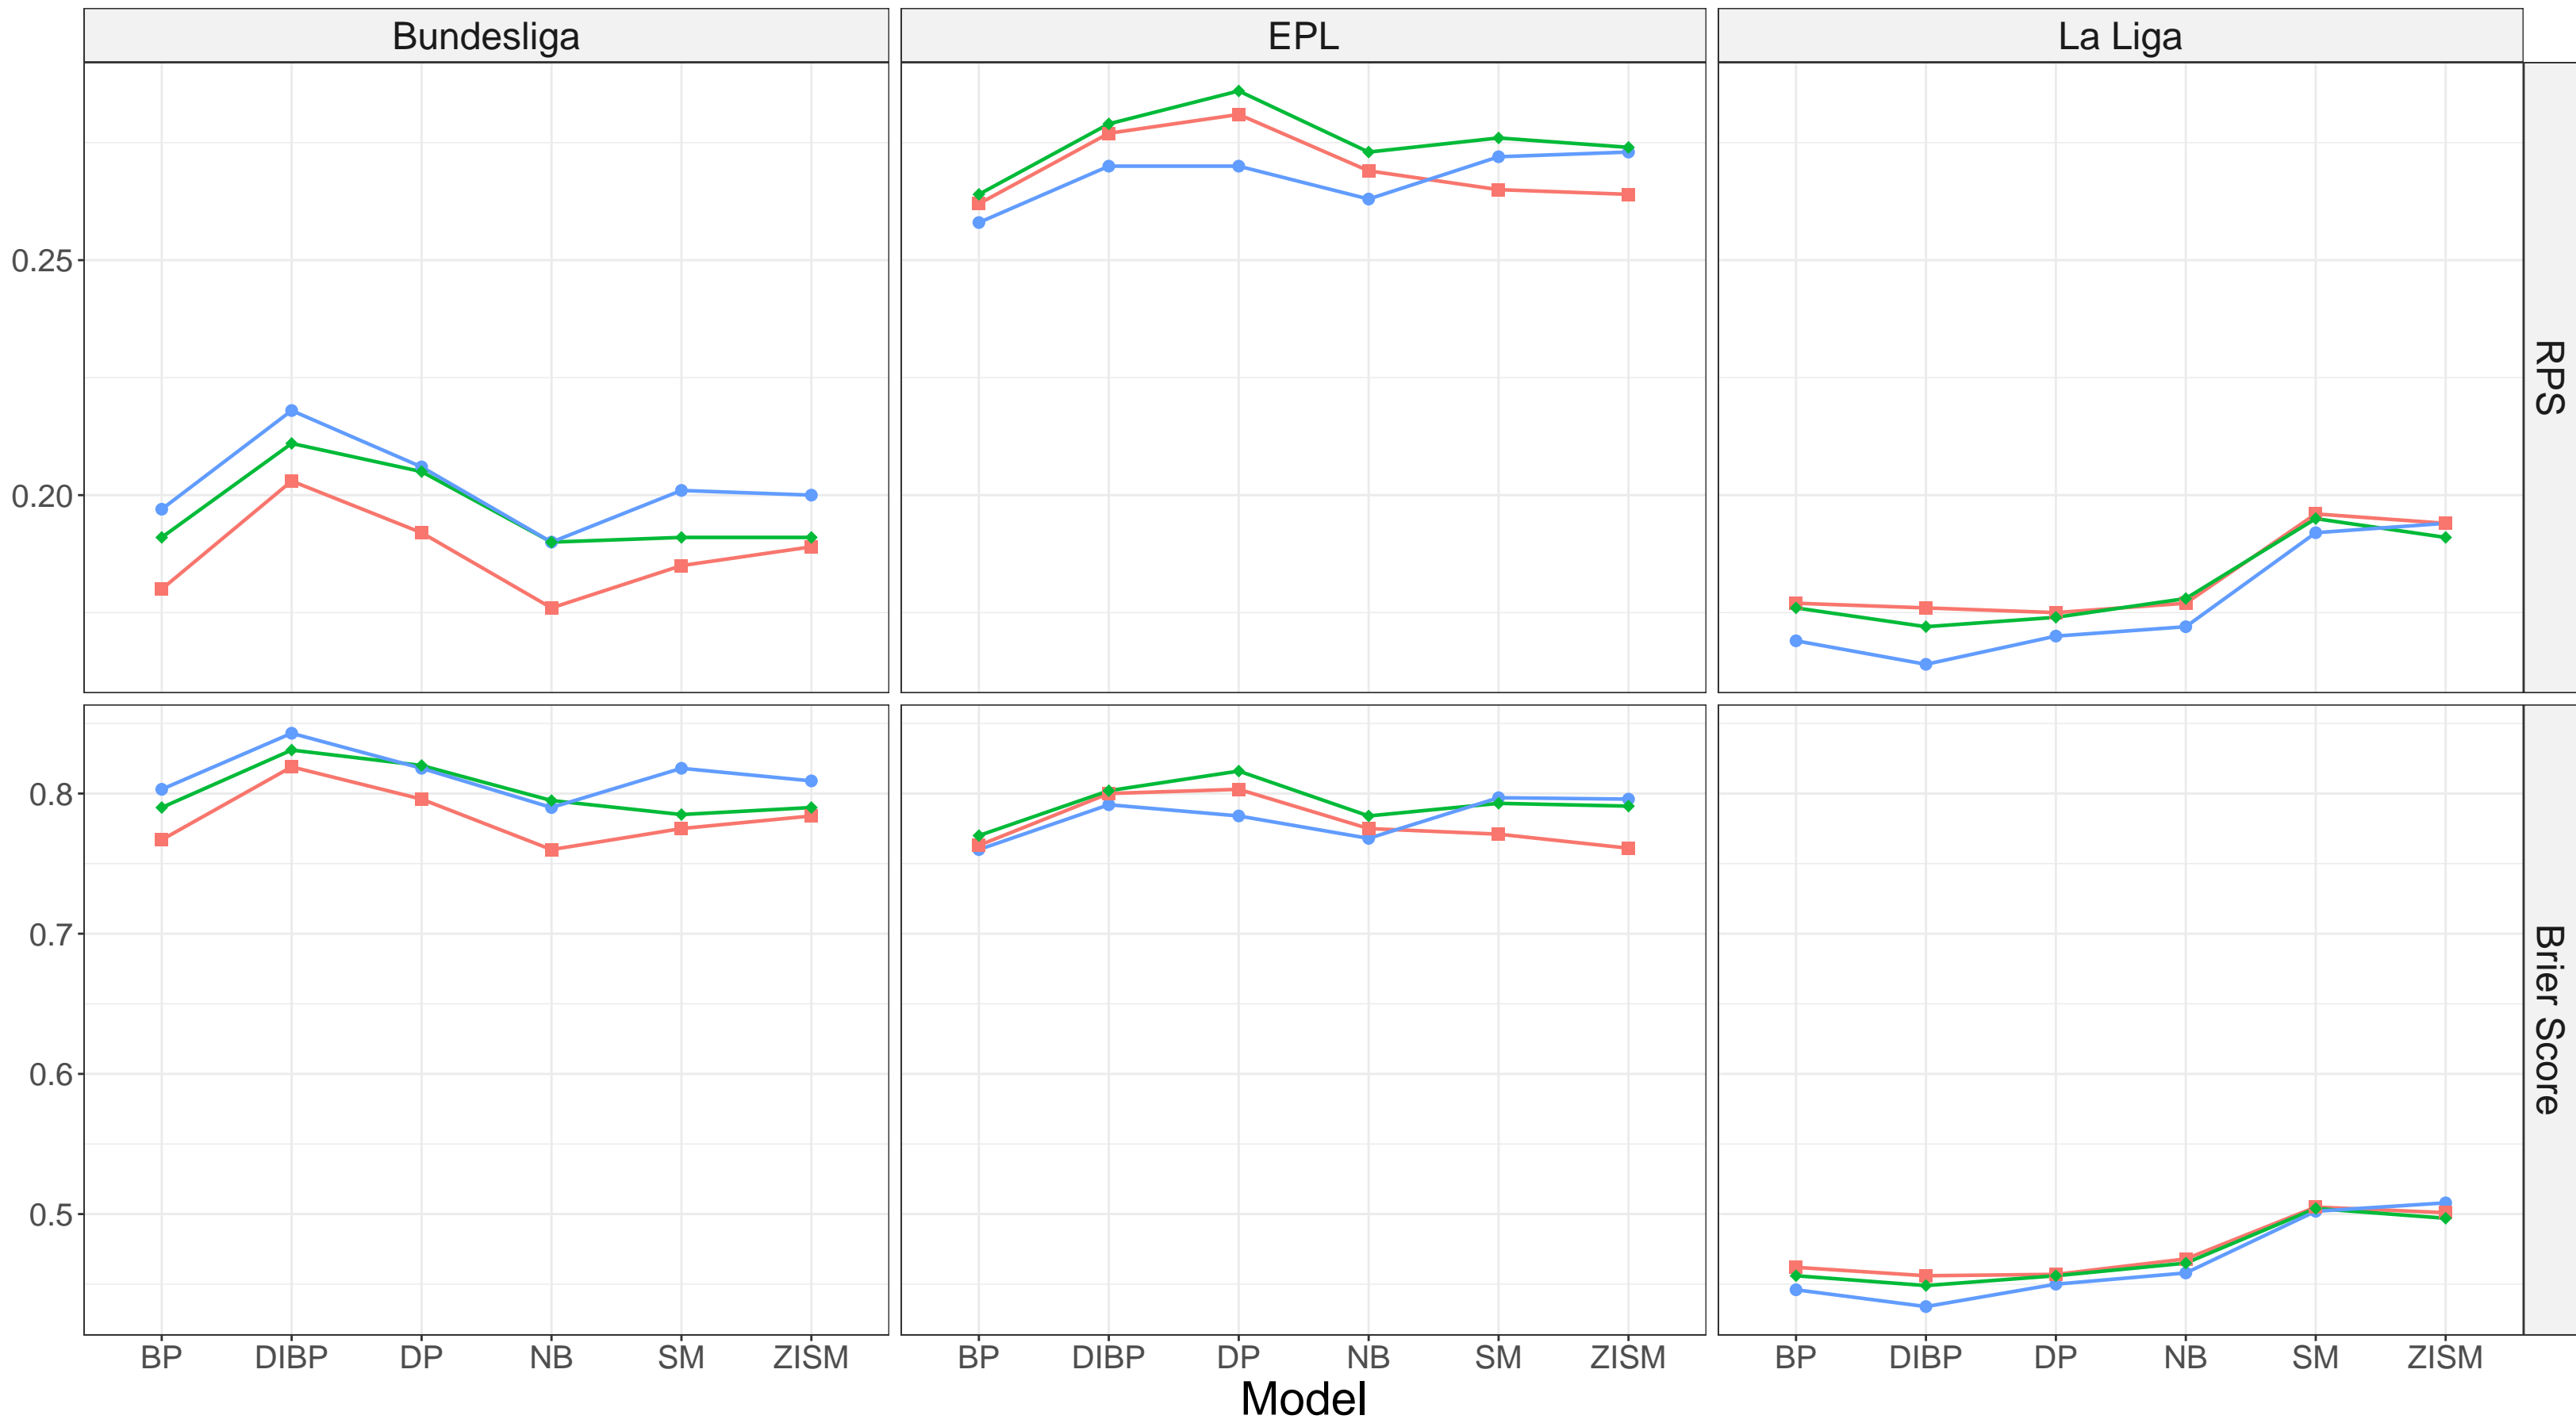 Bundesliga EPL La Liga
0.25
0.20
RPS
0.8
0.7
0.6
0.5
Brier Score
BP DIBP DP NB SM ZISM BP DIBP DP NB SM ZISM BP DIBP DP NB SM ZISM
Model